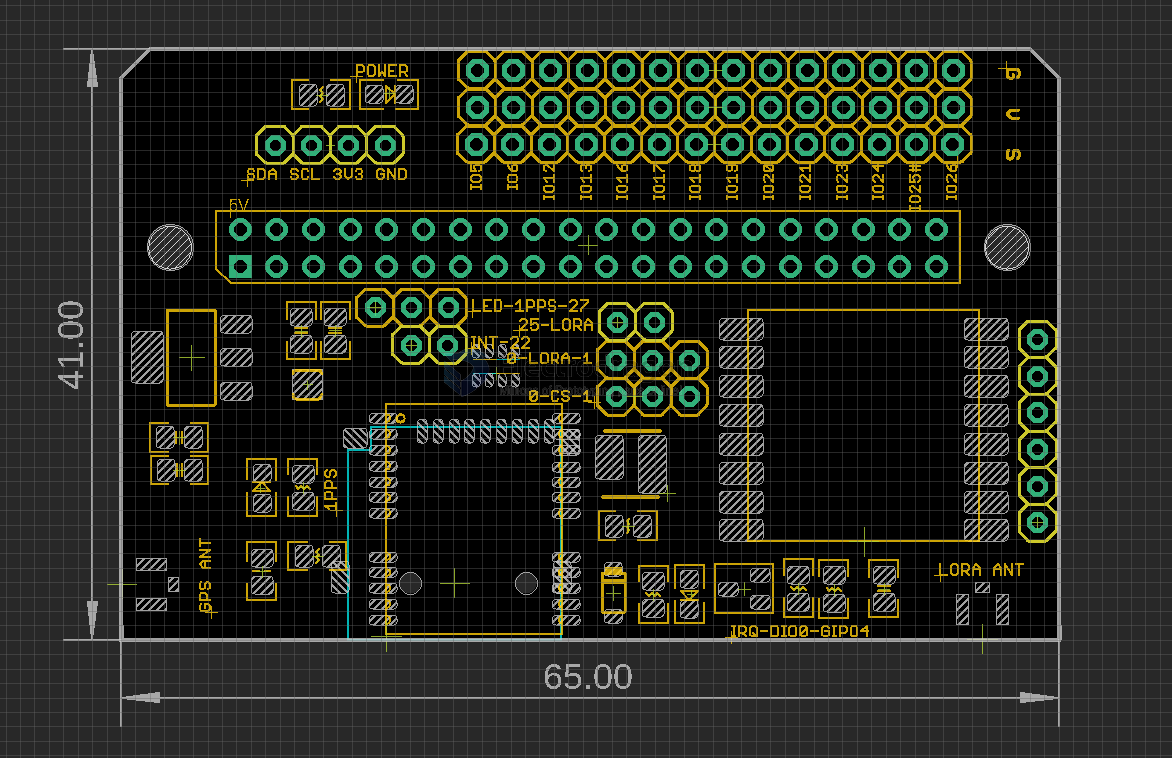 POWER
G
V
S
SDA SCL 3V3 GND
IO5
IO6
IO12
IO13
IO16
IO17
IO18
IO19
IO20
IO21
IO23
IO24
IO25#
IO26
5V
LED-1PPS-27
25-LORA
INT-22
0-LORA-1
0-CS-1
41.00
1PPS
GPS ANT
LORA ANT
IRQ-DIO0-GIPO4
65.00